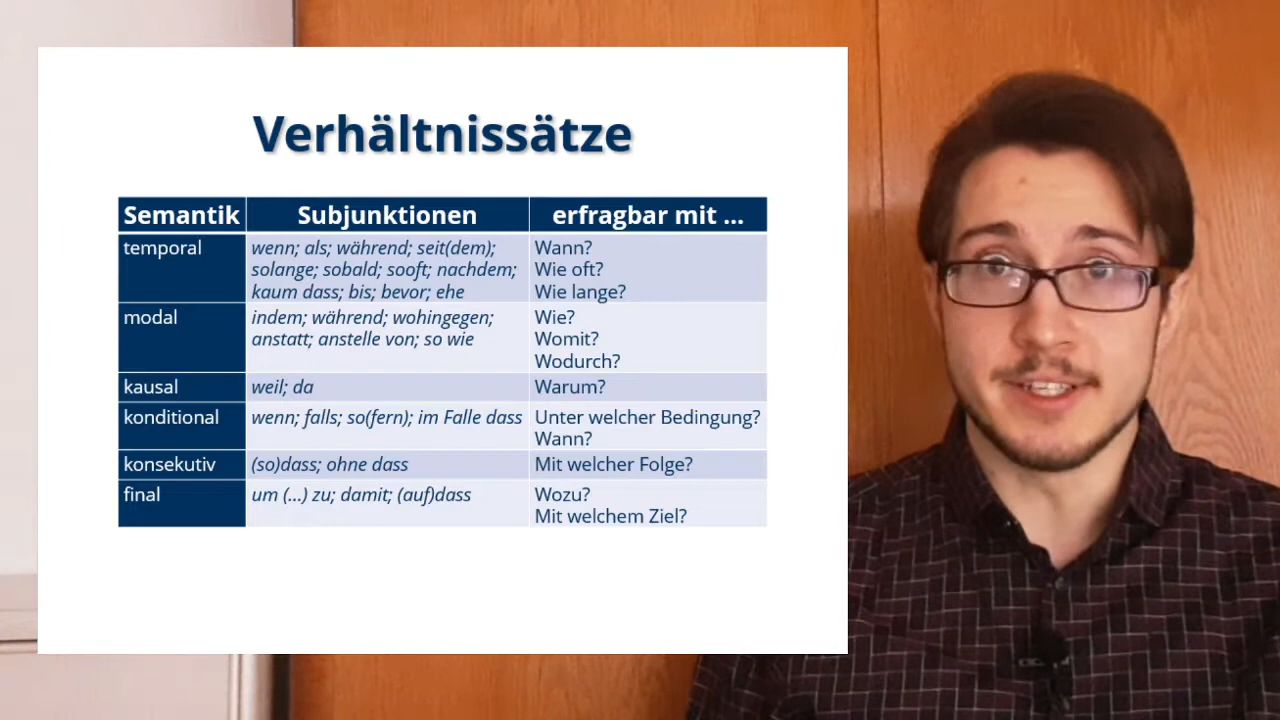 Verhältnissätze
Semantik Subjunktionen erfragbar mit ...
temporal wenn; als; während; seit(dem); Wann?
solange; sobald; sooft; nachdem; Wie oft?
kaum dass; bis; bevor; ehe Wie lange?
modal indem; während; wohingegen; Wie?
anstatt; anstelle von; so wie Womit?
Wodurch?
kausal weil; da Warum?
konditional wenn; falls; so(fern); im Falle dass Unter welcher Bedingung?
Wann?
konsekutiv (so)dass; ohne dass Mit welcher Folge?
final um (...) zu; damit; (auf)dass Wozu?
Mit welchem Ziel?